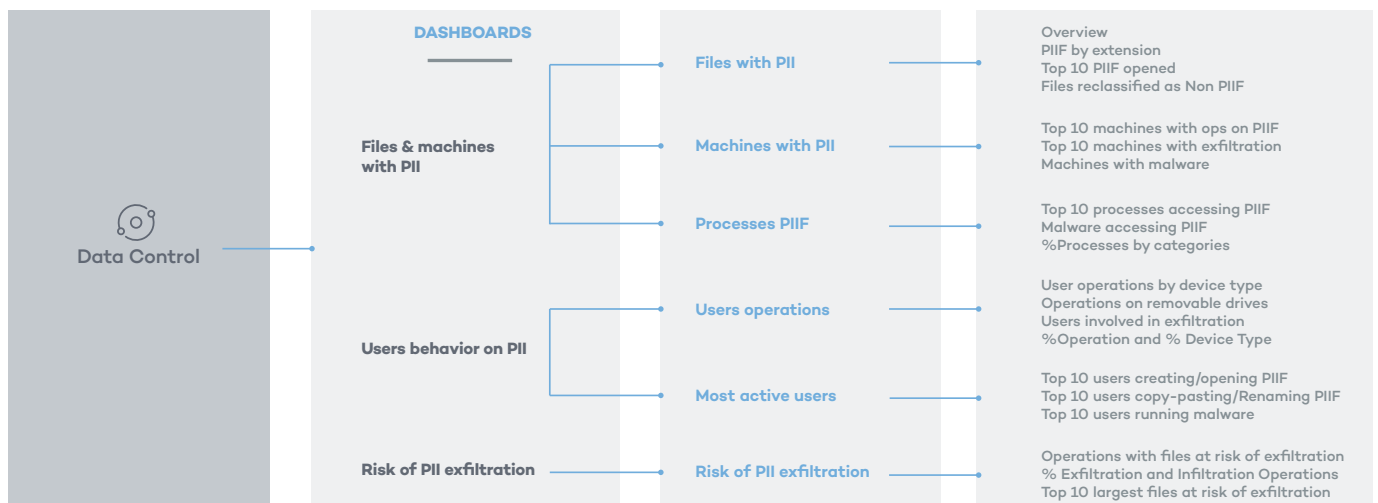 DASHBOARDS
Data Control
Files & machines
with PII
Files with PII
Overview
PIIF by extension
Top 10 PIIF opened
Files reclassified as Non PIIF
Machines with PII
Top 10 machines with ops on PIIF
Top 10 machines with exfiltration
Machines with malware
Processes PIIF
Top 10 processes accessing PIIF
Malware accessing PIIF
%Processes by categories
Users behavior on PII
Users operations
User operations by device type
Operations on removable drives
Users involved in exfiltration
%Operation and % Device Type
Most active users
Top 10 users creating/opening PIIF
Top 10 users copy-pasting/Renaming PIIF
Top 10 users running malware
Risk of PII exfiltration
Risk of PII exfiltration
Operations with files at risk of exfiltration
% Exfiltration and Infiltration Operations
Top 10 largest files at risk of exfiltration